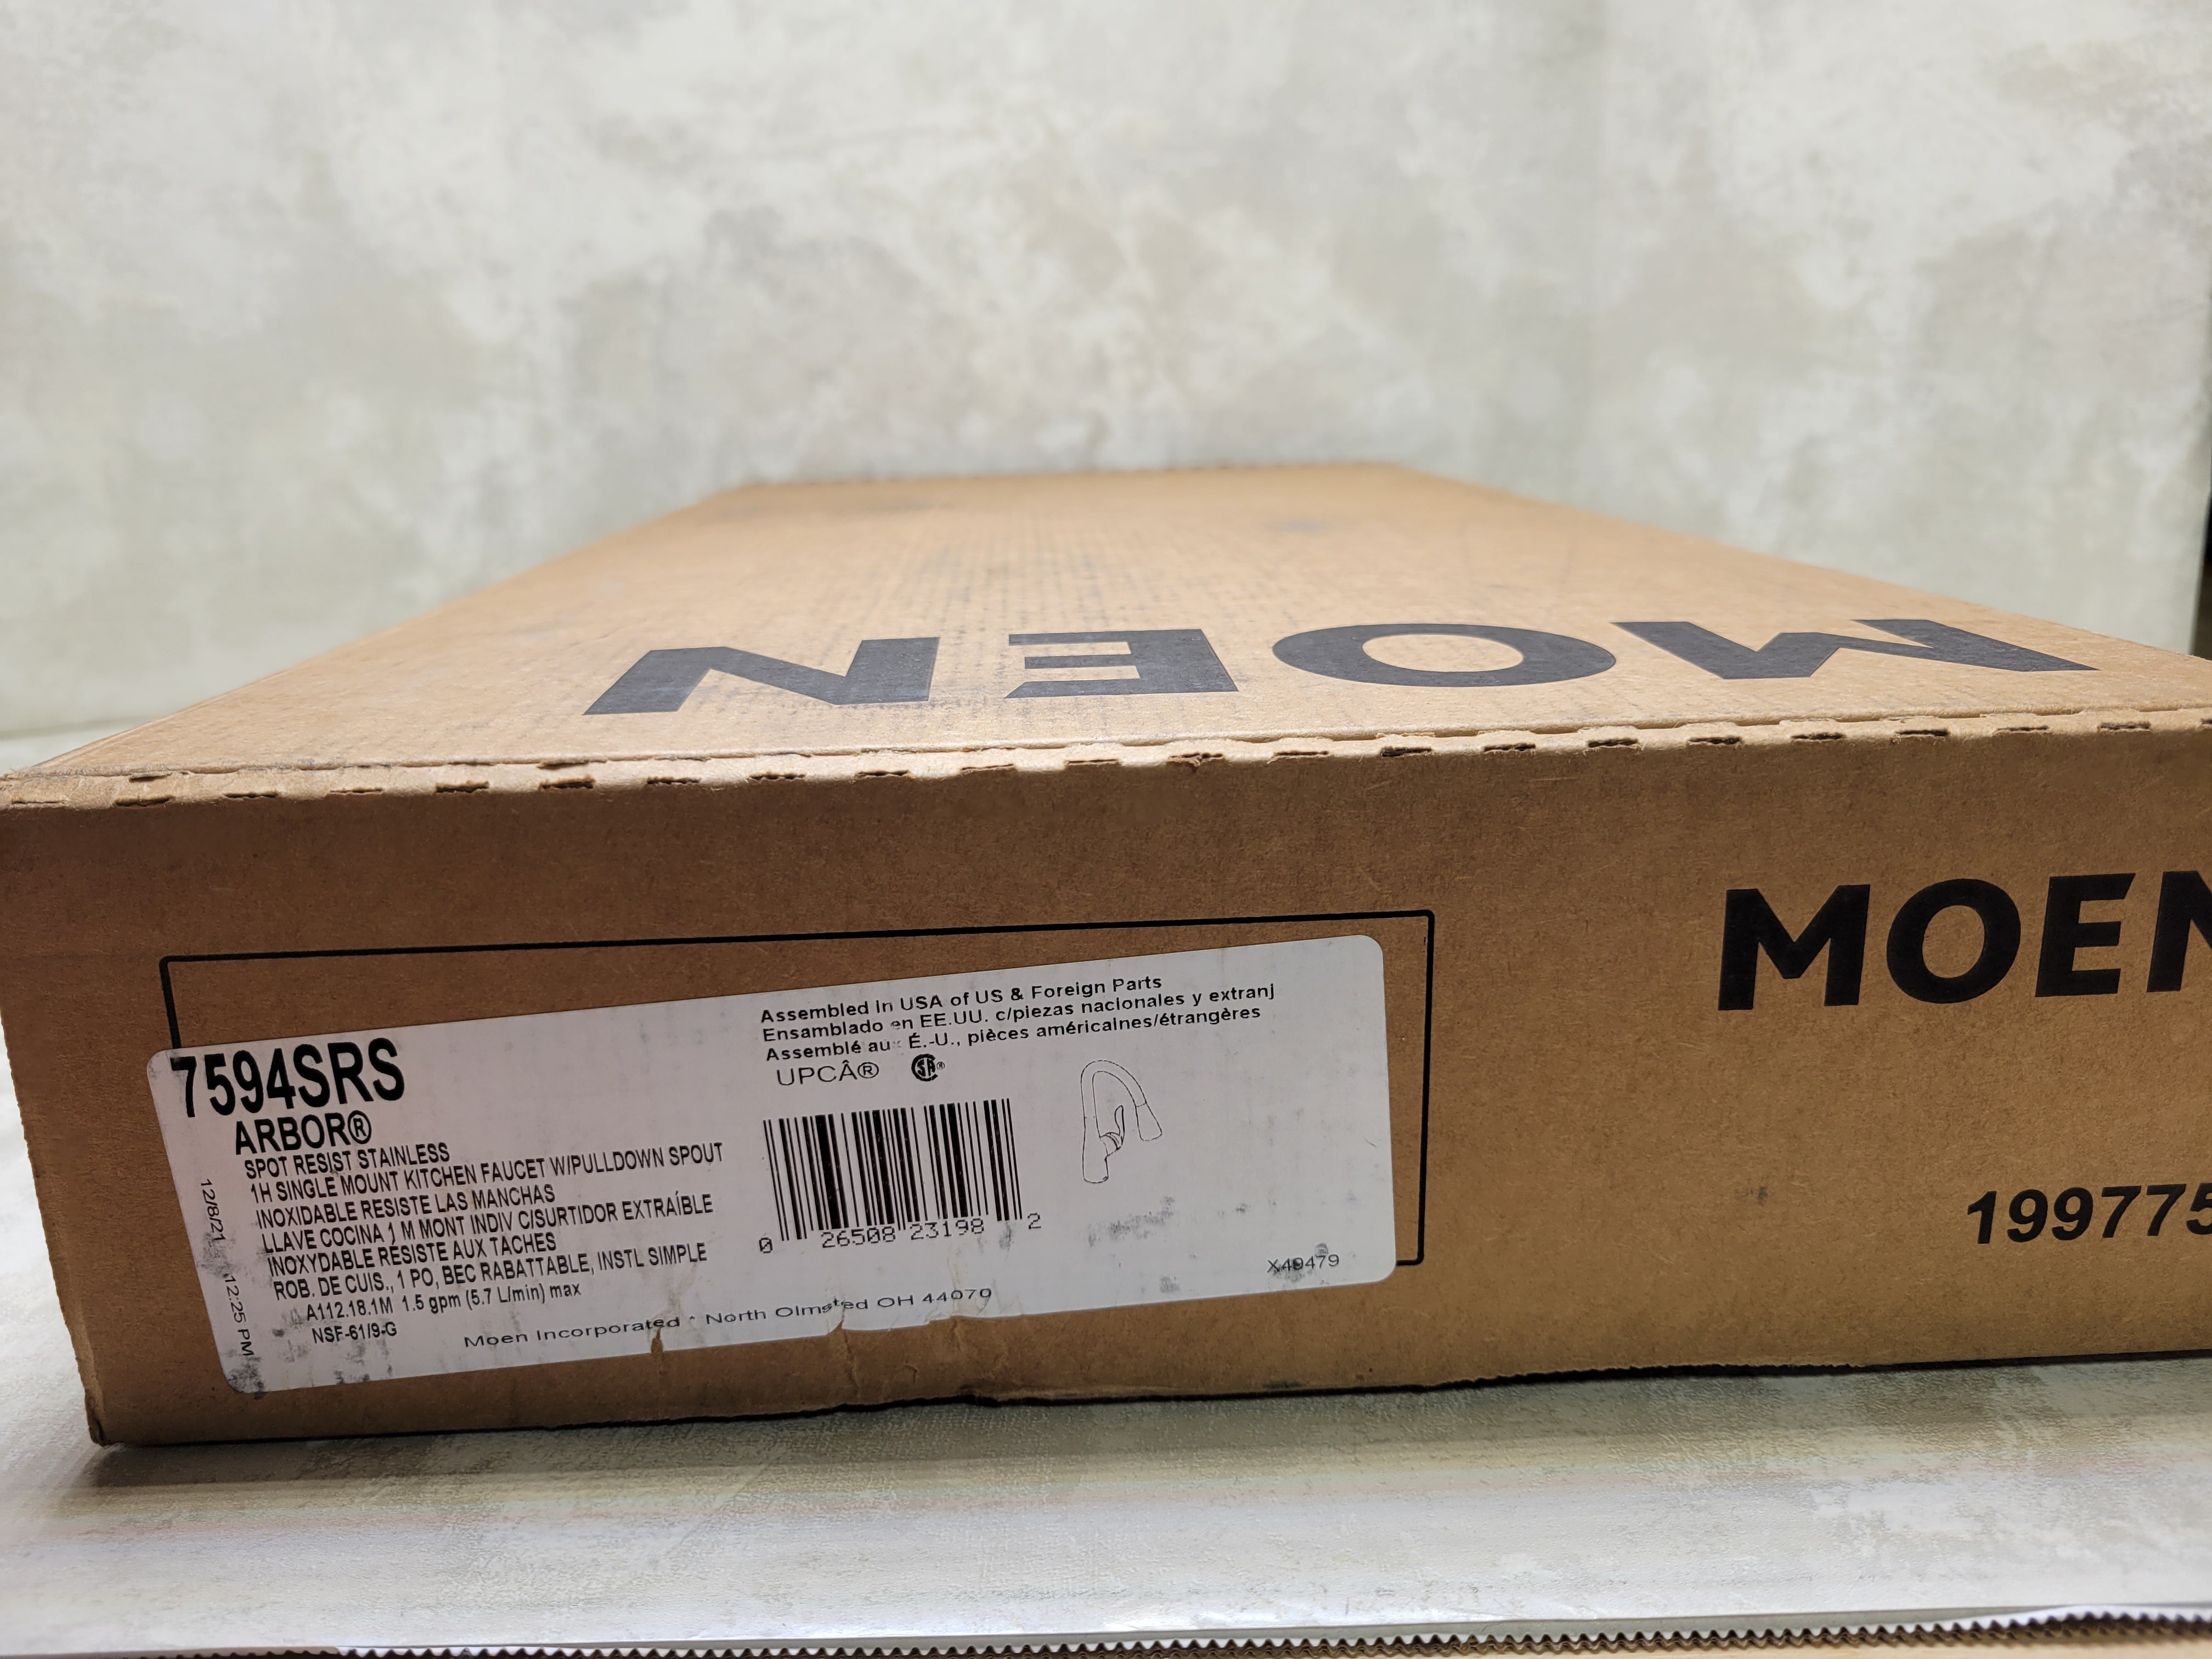 MOEN
MOEN
199775
7594SRS
ARBOR®
SPOT RESIST STAINLESS
1H SINGLE MOUNT KITCHEN FAUCET W/PULLDOWN SPOUT
INOXIDABLE RESISTE LAS MANCHAS
LLAVE COCINA 1 M MONT INDIV C/SURTIDOR EXTRAÍBLE
INOXYDABLE RÉSISTE AUX TACHES
ROB. DE CUIS., 1 PO, BEC RABATTABLE, INSTL SIMPLE
A112.18.1M 1.5 gpm (5.7 L/min) max
NSF-61/9-G
12/8/21 12:25 PM
Assembled in USA of US & Foreign Parts
Ensamblado en EE.UU. c/piezas nacionales y extranj
Assemblé aux É.-U., pièces américaines/étrangères
UPCÂ® SA®
0 26508 23198 2
X49479
Moen Incorporated * North Olmsted OH 44070